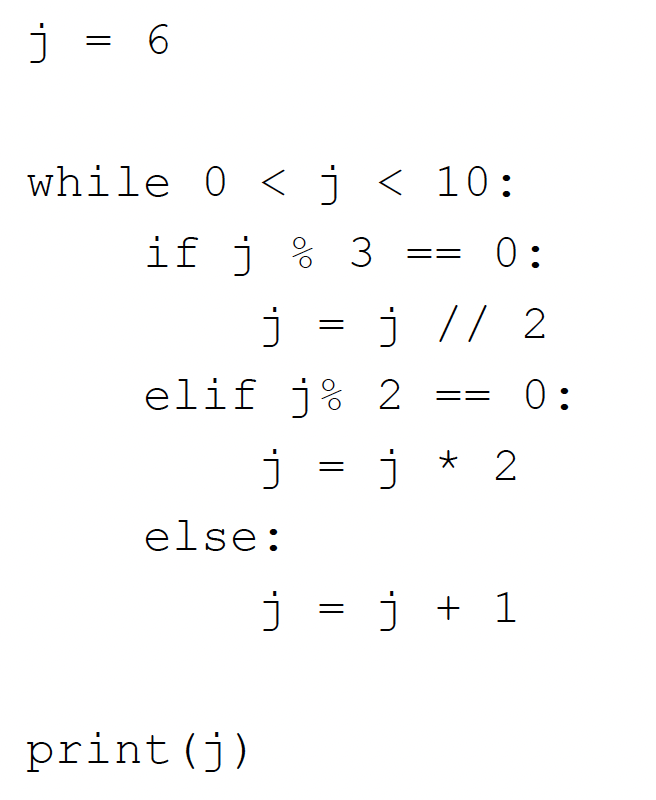 j = 6
while 0 < j < 10:
    if j % 3 == 0:
        j = j // 2
    elif j% 2 == 0:
        j = j * 2
    else:
        j = j + 1
print(j)